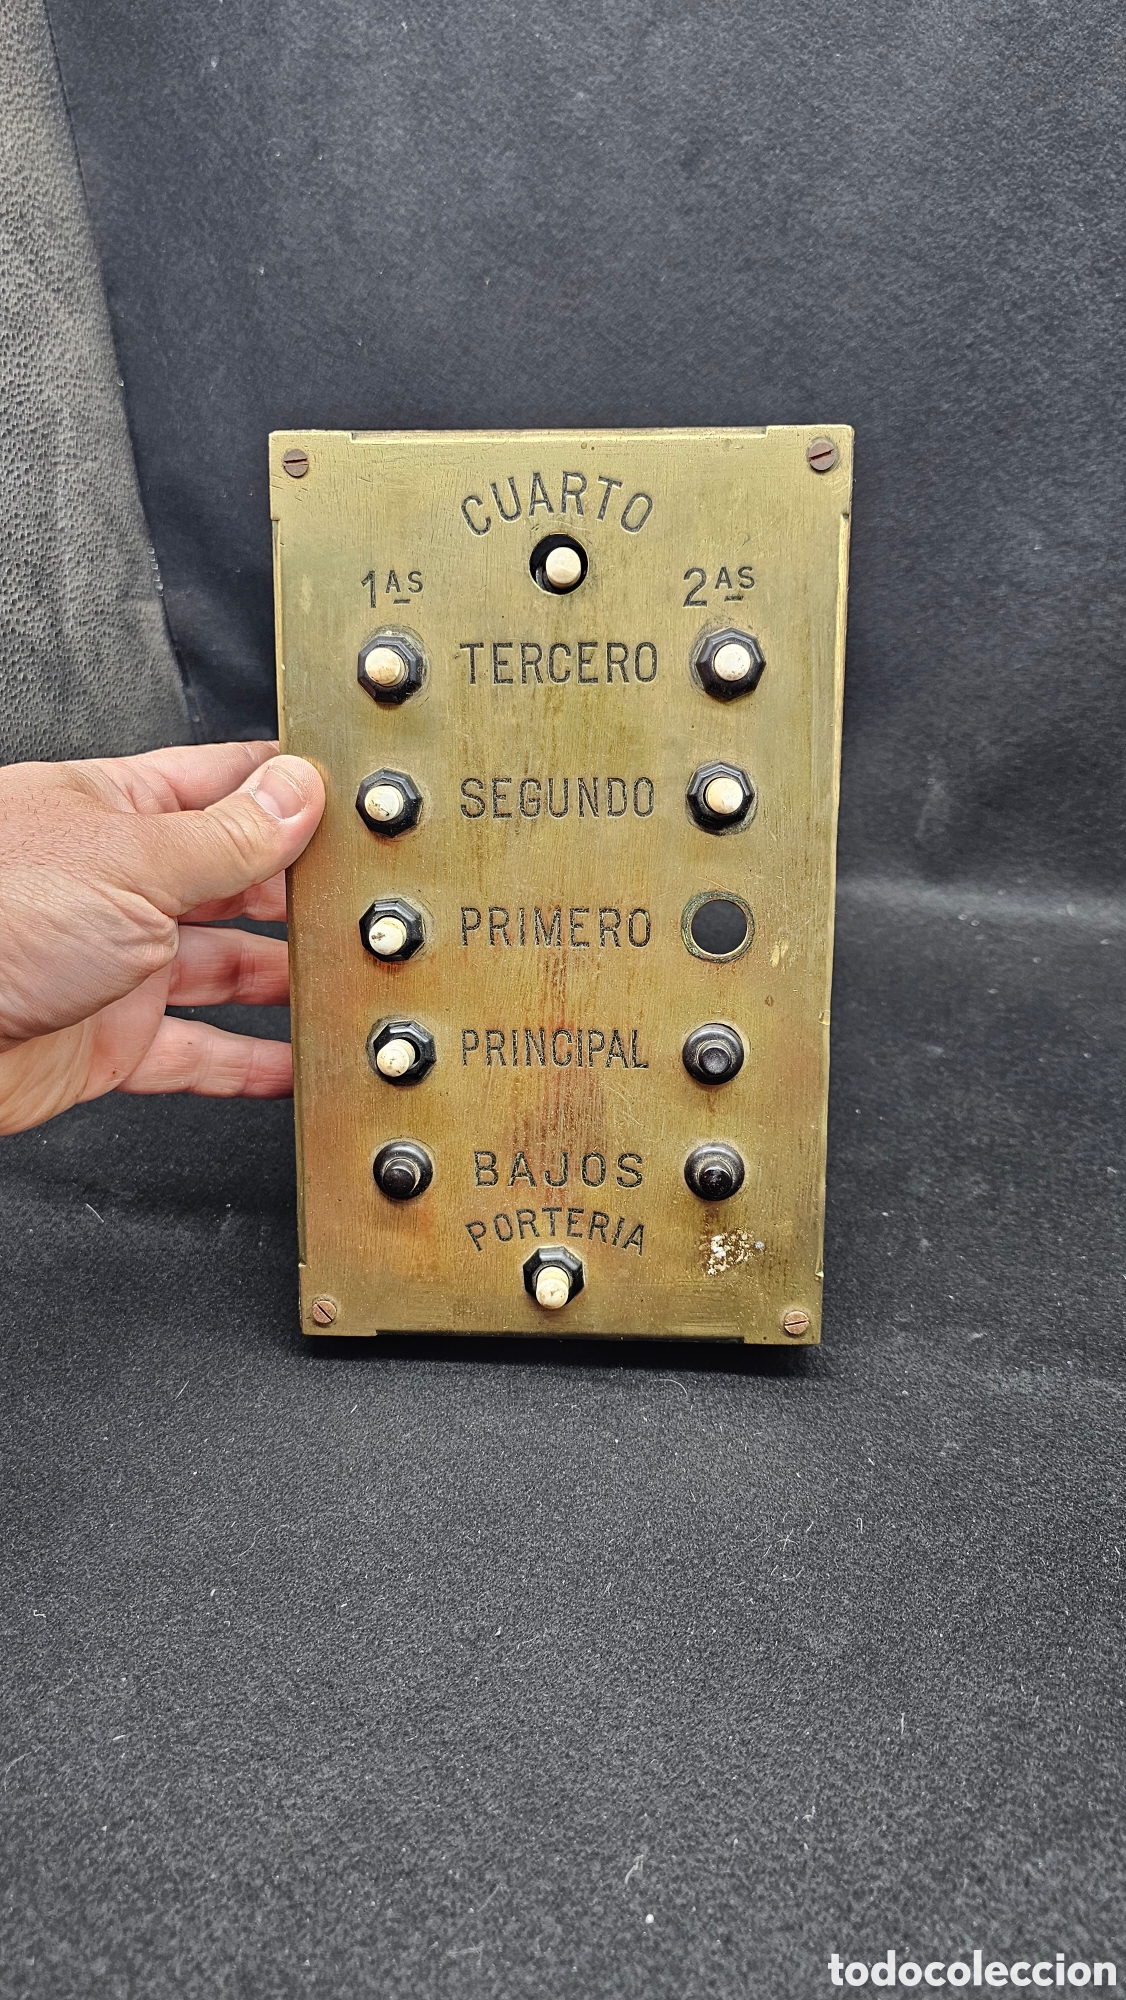 CUARTO
1AS 2AS
TERCERO
SEGUNDO
PRIMERO
PRINCIPAL
BAJOS
PORTERIA
todocoleccion